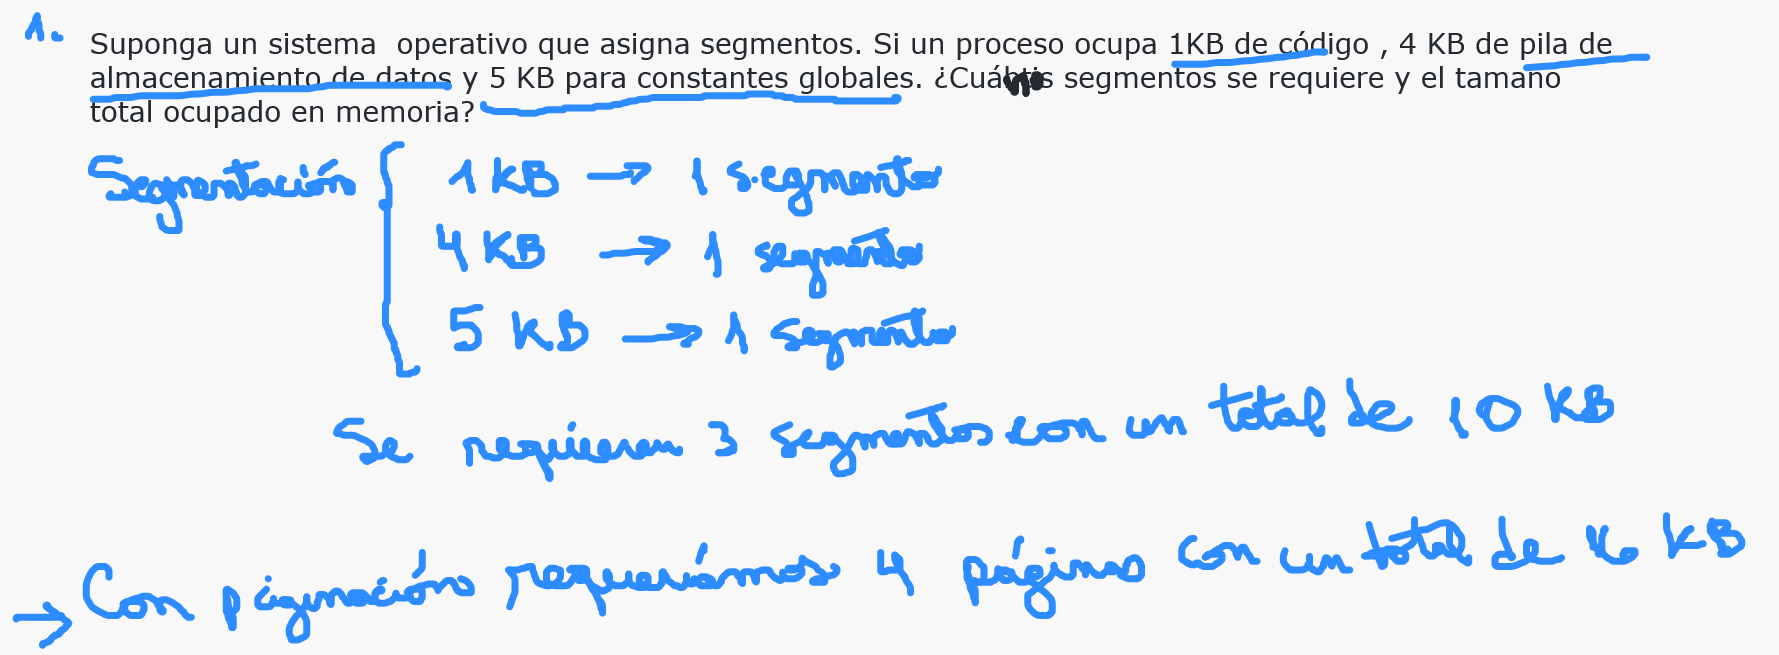 1.
Suponga un sistema operativo que asigna segmentos. Si un proceso ocupa 1KB de código , 4 KB de pila de
almacenamiento de datos y 5 KB para constantes globales. ¿Cuántos segmentos se requiere y el tamaño
total ocupado en memoria?
Segmentación { 1 KB → 1 segmento
4 KB → 1 segmento
5 KB → 1 segmento
Se requieren 3 segmentos con un total de 10 KB
→ Con páginación requeriámos 4 páginas con un total de 16 KB